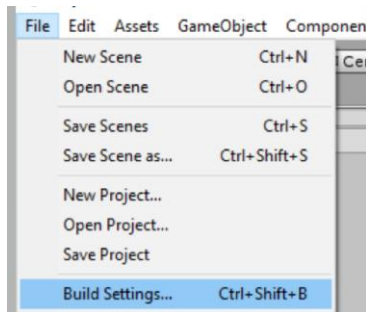 File Edit Assets GameObject Componen
Cer
New Scene Ctrl+N
Open Scene Ctrl+O
Save Scenes Ctrl+S
Save Scene as... Ctrl+Shift+S
New Project...
Open Project...
Save Project
Build Settings... Ctrl+Shift+B